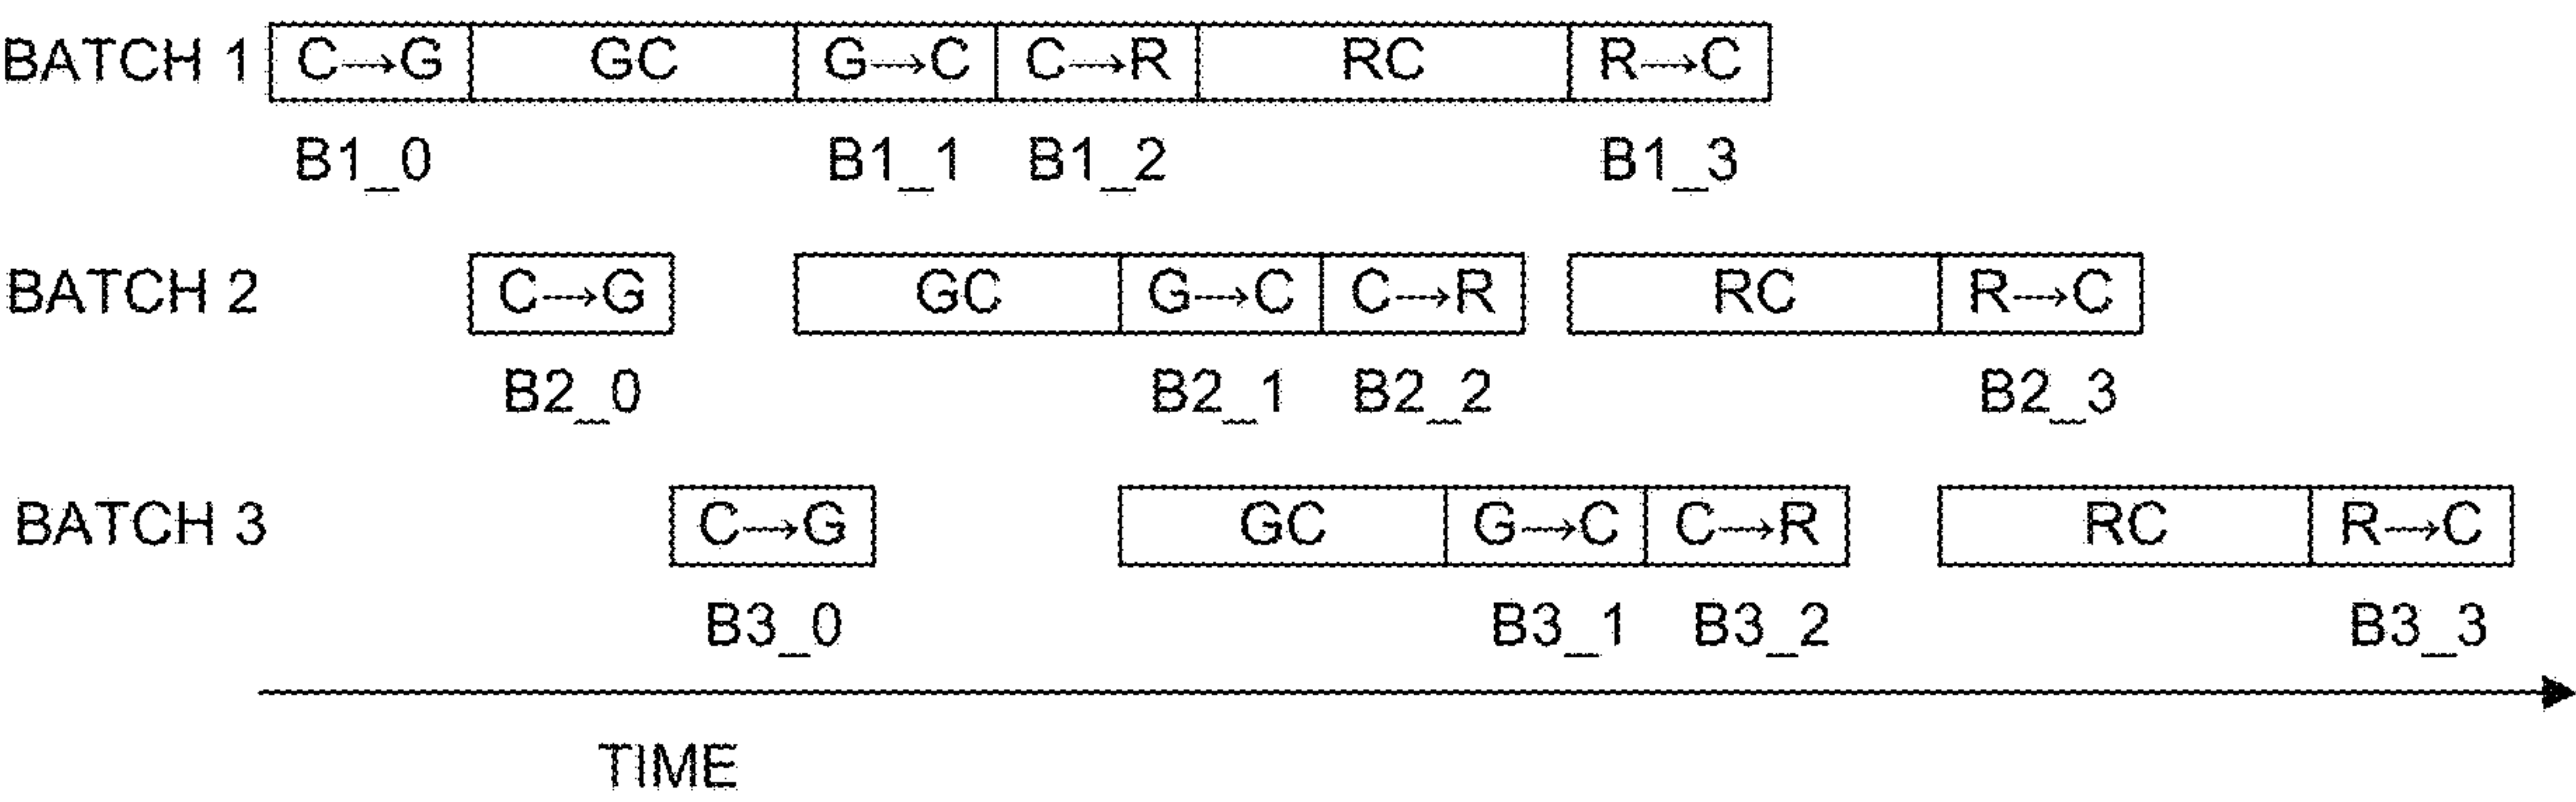 BATCH 1 C→G GC G→C C→R RC R→C
B1_0 B1_1 B1_2 B1_3
BATCH 2 C→G GC G→C C→R RC R→C
B2_0 B2_1 B2_2 B2_3
BATCH 3 C→G GC G→C C→R RC R→C
B3_0 B3_1 B3_2 B3_3
TIME